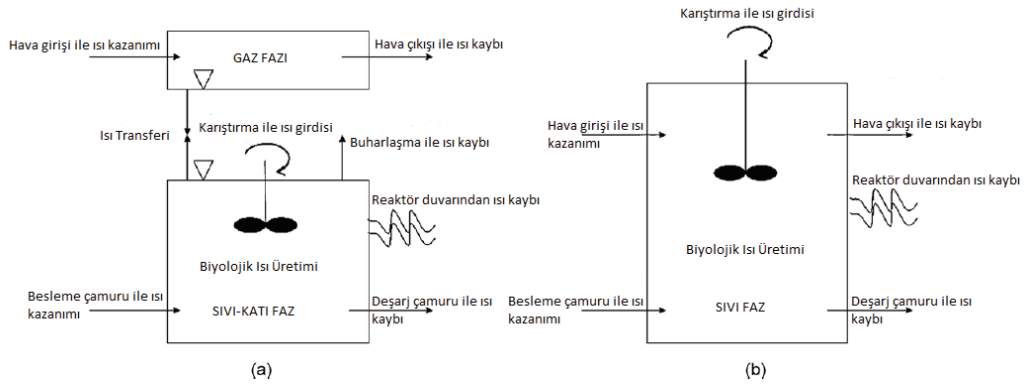 Hava girişi ile ısı kazanımı
GAZ FAZI
Hava çıkışı ile ısı kaybı
Isı Transferi
Karıştırma ile ısı girdisi
Buharlaşma ile ısı kaybı
Reaktör duvarından ısı kaybı
Biyolojik Isı Üretimi
Besleme çamuru ile ısı
kazanımı
SIVI-KATI FAZ
Deşarj çamuru ile ısı
kaybı
(a)
Karıştırma ile ısı girdisi
Hava girişi ile ısı
kazanımı
Hava çıkışı ile ısı kaybı
Reaktör duvarından ısı kaybı
Biyolojik Isı Üretimi
Besleme çamuru ile ısı
kazanımı
SIVI FAZ
Deşarj çamuru ile ısı
kaybı
(b)